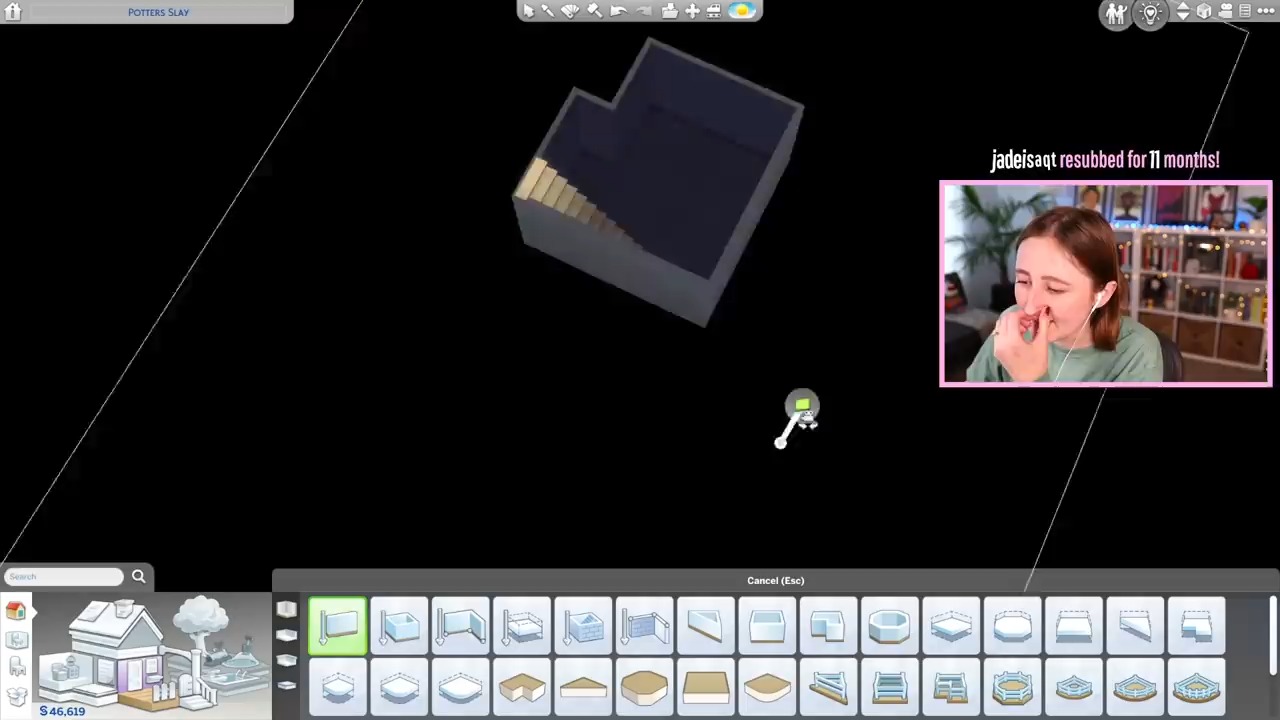 POTTERS SLAY
jadeisaqt resubbed for 11 months!
Search
Cancel (Esc)
§46,619